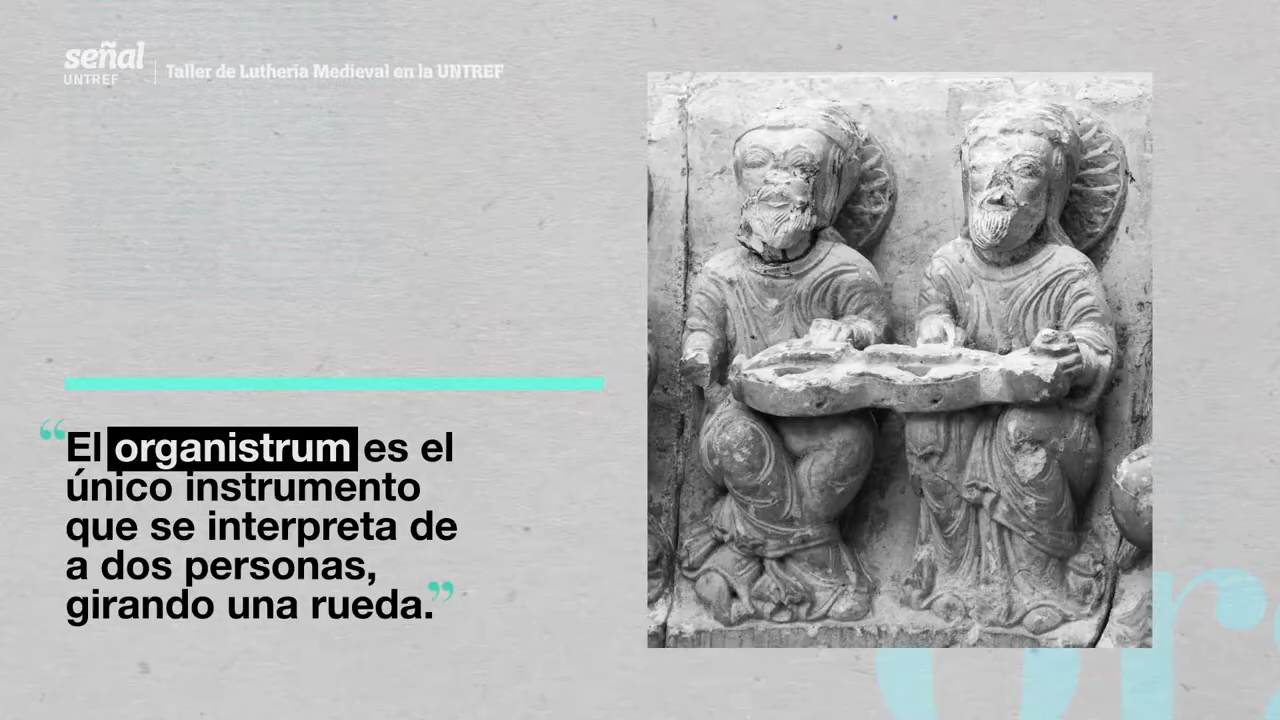 señal
UNTREF
Taller de Luthería Medieval en la UNTREF
“El organistrum es el
único instrumento
que se interpreta de
a dos personas,
girando una rueda.”
or